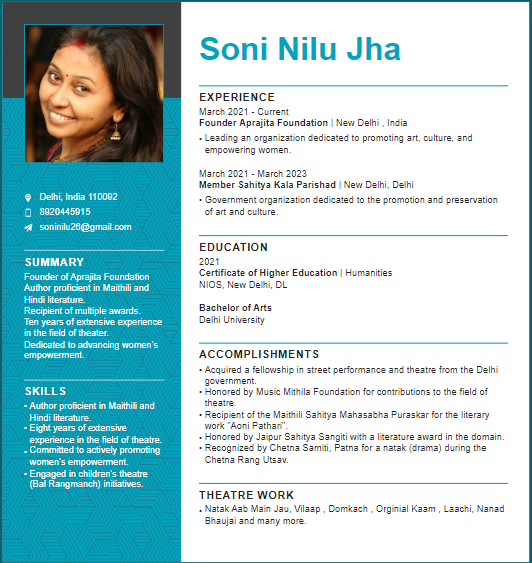 Soni Nilu Jha
Delhi, India 110092
8920445915
soninilu26@gmail.com
SUMMARY
Founder of Aprajita Foundation
Author proficient in Maithili and
Hindi literature.
Recipient of multiple awards.
Ten years of extensive experience
in the field of theater.
Dedicated to advancing women's
empowerment.
SKILLS
• Author proficient in Maithili and
Hindi literature.
• Eight years of extensive
experience in the field of theatre.
• Committed to actively promoting
women's empowerment.
• Engaged in children's theatre
(Bal Rangmanch) initiatives.
EXPERIENCE
March 2021 - Current
Founder Aprajita Foundation | New Delhi , India
• Leading an organization dedicated to promoting art, culture, and
empowering women.
March 2021 - March 2023
Member Sahitya Kala Parishad | New Delhi, Delhi
• Government organization dedicated to the promotion and preservation
of art and culture.
EDUCATION
2021
Certificate of Higher Education | Humanities
NIOS, New Delhi, DL
Bachelor of Arts
Delhi University
ACCOMPLISHMENTS
• Acquired a fellowship in street performance and theatre from the Delhi
government.
• Honored by Music Mithila Foundation for contributions to the field of
theatre.
• Recipient of the Maithili Sahitya Mahasabha Puraskar for the literary
work "Aoni Pathari".
• Honored by Jaipur Sahitya Sangiti with a literature award in the domain.
• Recognized by Chetna Samiti, Patna for a natak (drama) during the
Chetna Rang Utsav.
THEATRE WORK
• Natak Aab Main Jau, Vilaap , Domkach , Orginial Kaam , Laachi, Nanad
Bhaujai and many more.